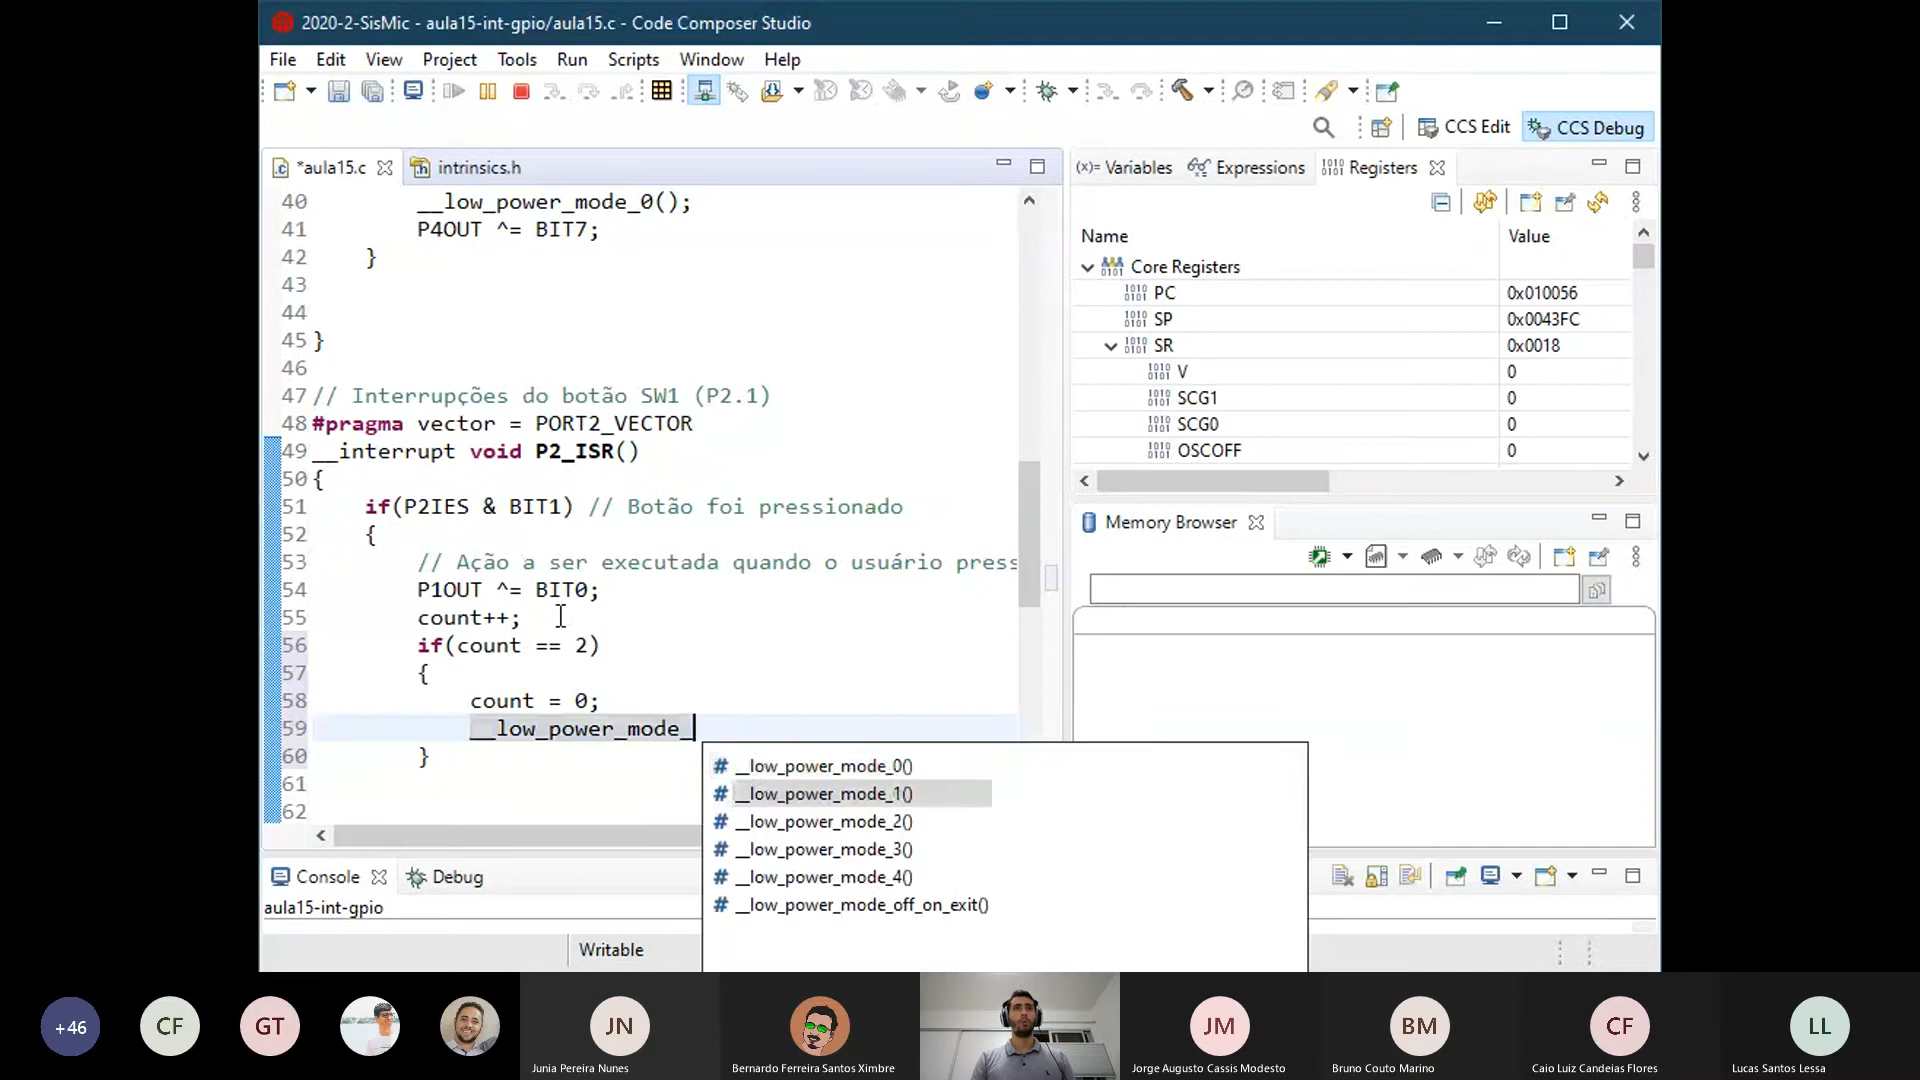 2020-2-SisMic - aula15-int-gpio/aula15.c - Code Composer Studio
File Edit View Project Tools Run Scripts Window Help
CCS Edit CCS Debug
*aula15.c intrinsics.h
40 __low_power_mode_0();
41 P4OUT ^= BIT7;
42 }
43
44
45 }
46
47 // Interrupções do botão SW1 (P2.1)
48 #pragma vector = PORT2_VECTOR
49 __interrupt void P2_ISR()
50 {
51 if(P2IES & BIT1) // Botão foi pressionado
52 {
53 // Ação a ser executada quando o usuário press
54 P1OUT ^= BIT0;
55 count++;
56 if(count == 2)
57 {
58 count = 0;
59 __low_power_mode_
60 }
61
62
# __low_power_mode_0()
# __low_power_mode_1()
# __low_power_mode_2()
# __low_power_mode_3()
# __low_power_mode_4()
# __low_power_mode_off_on_exit()
(x)= Variables Expressions Registers
Name Value
Core Registers
PC 0x010056
SP 0x0043FC
SR 0x0018
V 0
SCG1 0
SCG0 0
OSCOFF 0
Memory Browser
Console Debug
aula15-int-gpio
Writable
+46 CF GT JN JM BM CF LL
Junia Pereira Nunes Bernardo Ferreira Santos Ximbre Jorge Augusto Cassis Modesto Bruno Couto Marino Caio Luiz Candeias Flores Lucas Santos Lessa